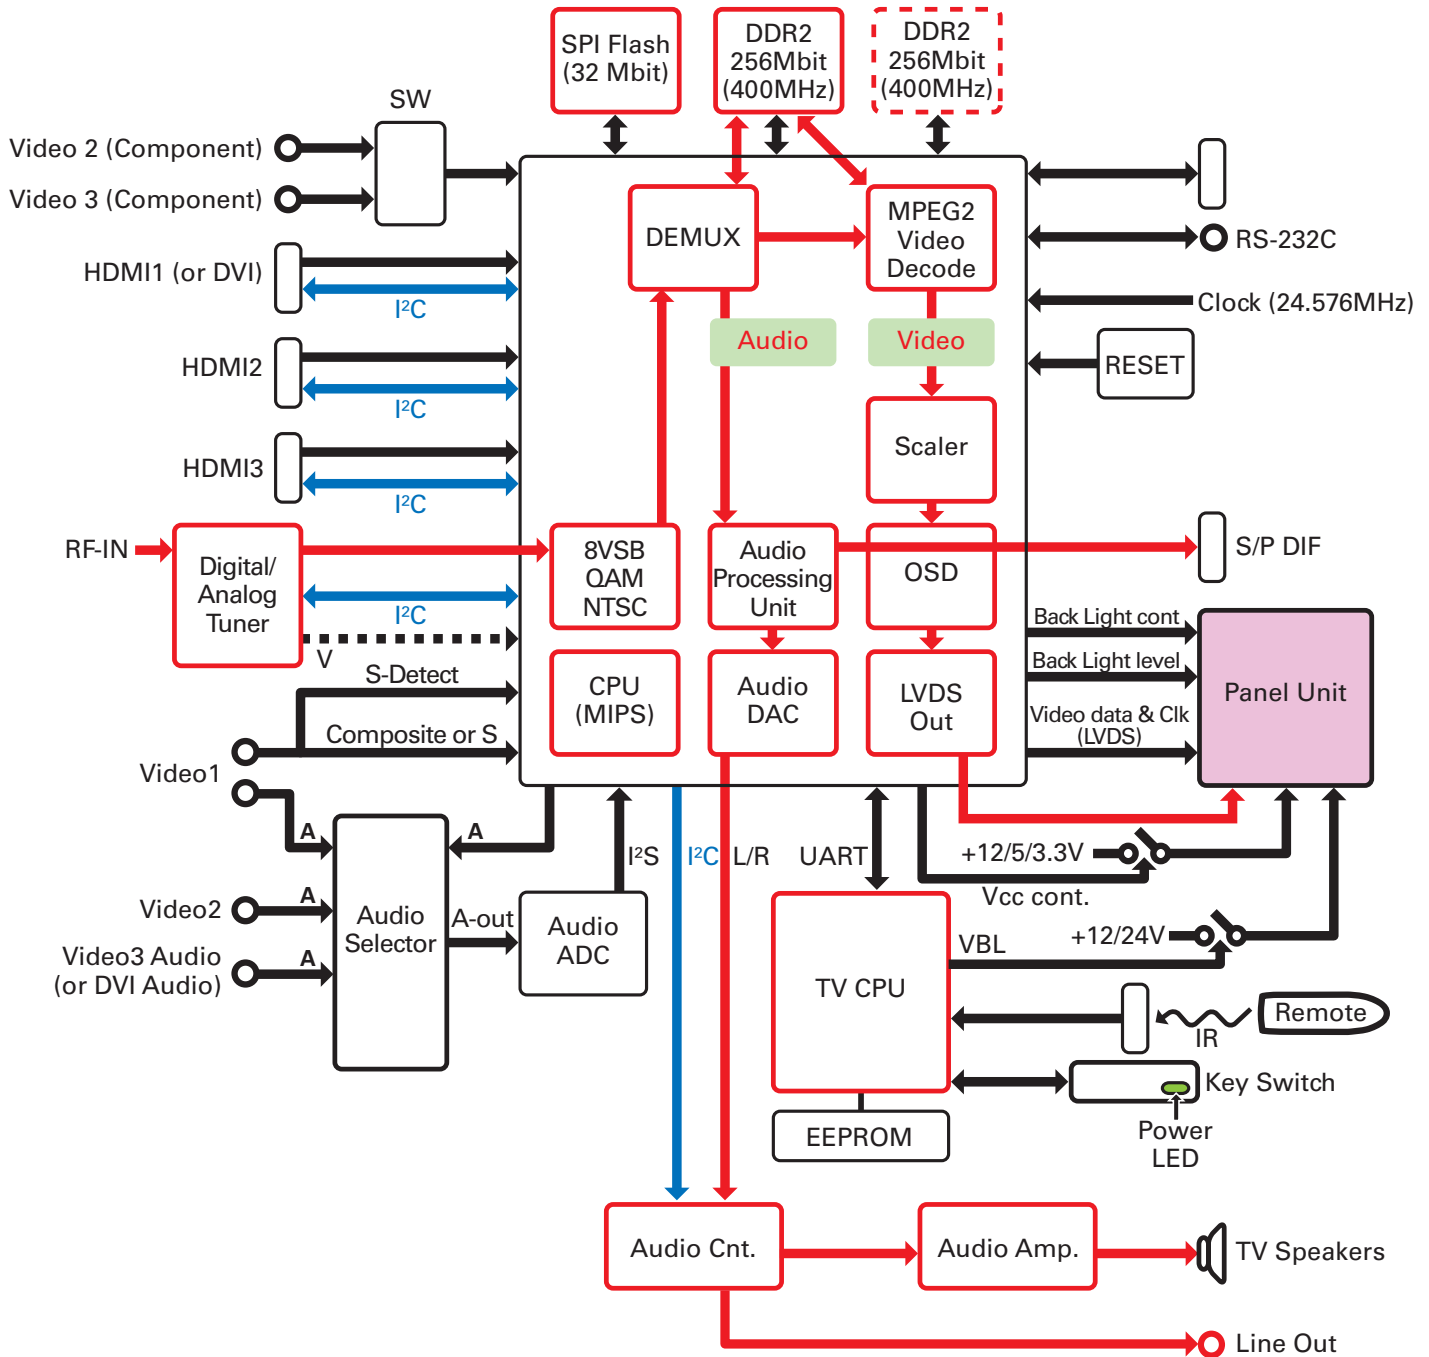 SPI Flash
(32 Mbit)
DDR2
256Mbit
(400MHz)
DDR2
256Mbit
(400MHz)
SW
Video 2 (Component)
Video 3 (Component)
HDMI1 (or DVI)
I²C
HDMI2
I²C
HDMI3
I²C
RF-IN
Digital/
Analog
Tuner
I²C
V
S-Detect
Composite or S
Video1
A
A
Video2
A
Video3 Audio
(or DVI Audio)
A
Audio
Selector
A-out
Audio
ADC
I²S
I²C
L/R
UART
DEMUX
MPEG2
Video
Decode
Audio
Video
Scaler
8VSB
QAM
NTSC
Audio
Processing
Unit
OSD
CPU
(MIPS)
Audio
DAC
LVDS
Out
RS-232C
Clock (24.576MHz)
RESET
S/P DIF
Back Light cont
Back Light level
Video data & Clk
(LVDS)
Panel Unit
+12/5/3.3V
Vcc cont.
+12/24V
VBL
TV CPU
IR
Remote
Key Switch
Power
LED
EEPROM
Audio Cnt.
Audio Amp.
TV Speakers
Line Out